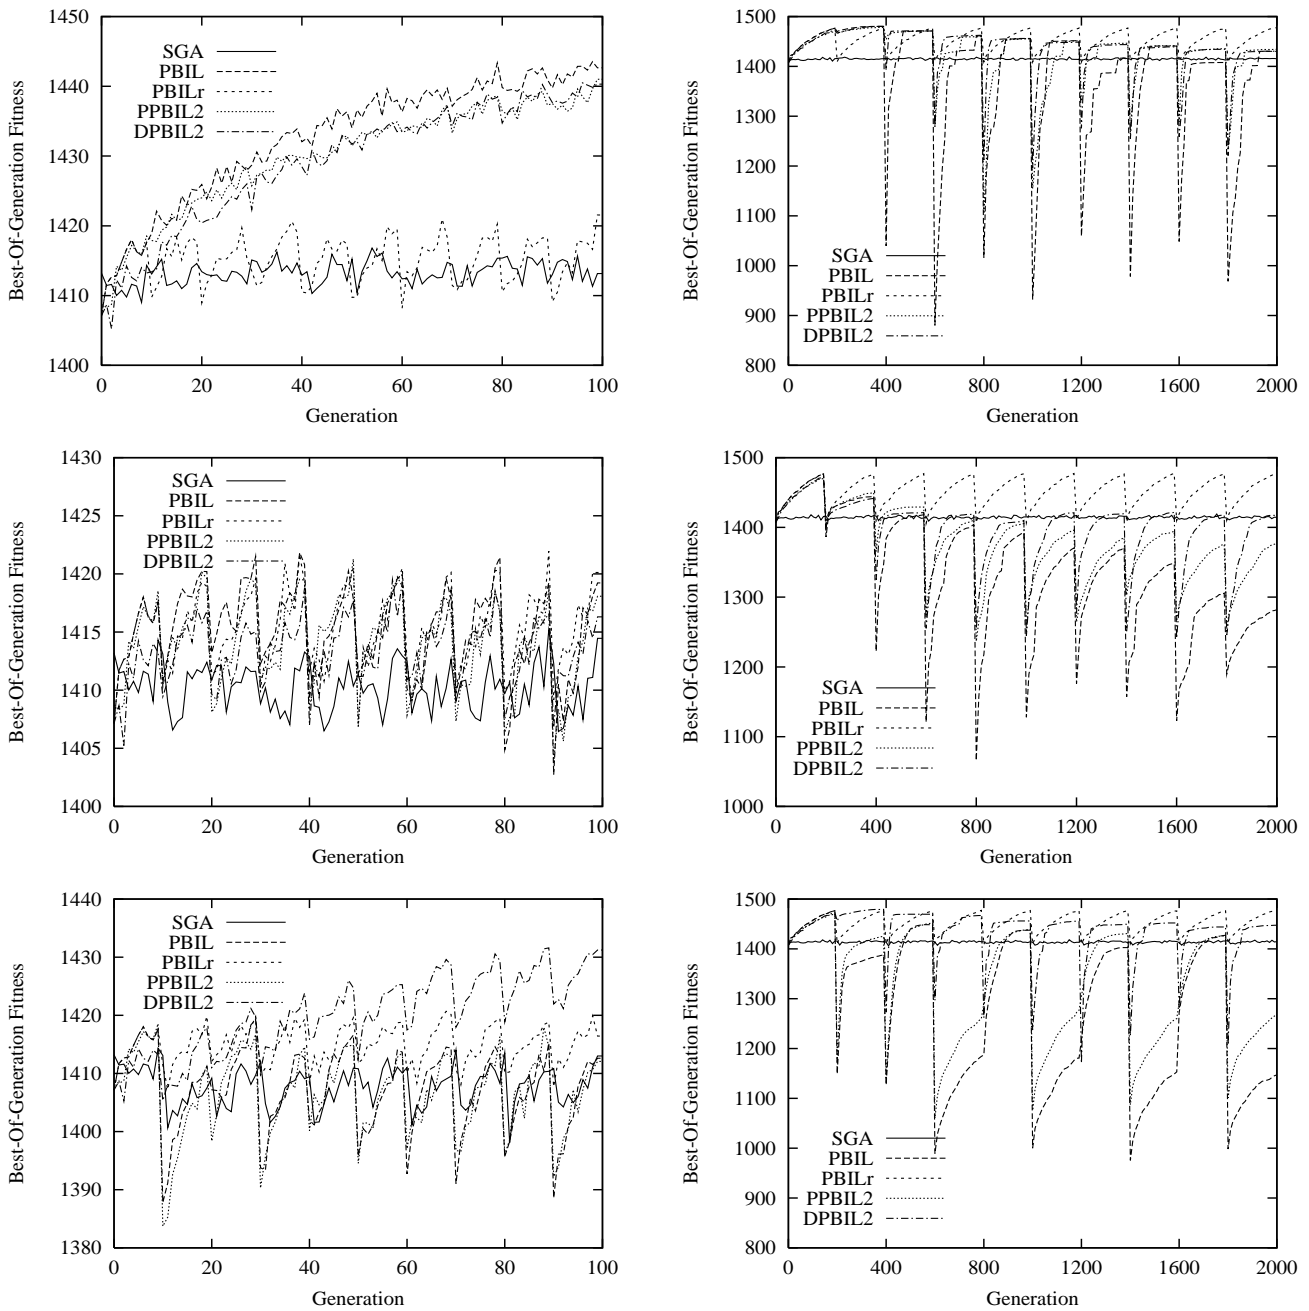 1450
1440
1430
1420
1410
1400
Best-Of-Generation Fitness
SGA
PBIL
PBILr
PPBIL2
DPBIL2
0 20 40 60 80 100
Generation
1500
1400
1300
1200
1100
1000
900
800
Best-Of-Generation Fitness
SGA
PBIL
PBILr
PPBIL2
DPBIL2
0 400 800 1200 1600 2000
Generation
1430
1425
1420
1415
1410
1405
1400
Best-Of-Generation Fitness
SGA
PBIL
PBILr
PPBIL2
DPBIL2
0 20 40 60 80 100
Generation
1500
1400
1300
1200
1100
1000
Best-Of-Generation Fitness
SGA
PBIL
PBILr
PPBIL2
DPBIL2
0 400 800 1200 1600 2000
Generation
1440
1430
1420
1410
1400
1390
1380
Best-Of-Generation Fitness
SGA
PBIL
PBILr
PPBIL2
DPBIL2
0 20 40 60 80 100
Generation
1500
1400
1300
1200
1100
1000
900
800
Best-Of-Generation Fitness
SGA
PBIL
PBILr
PPBIL2
DPBIL2
0 400 800 1200 1600 2000
Generation